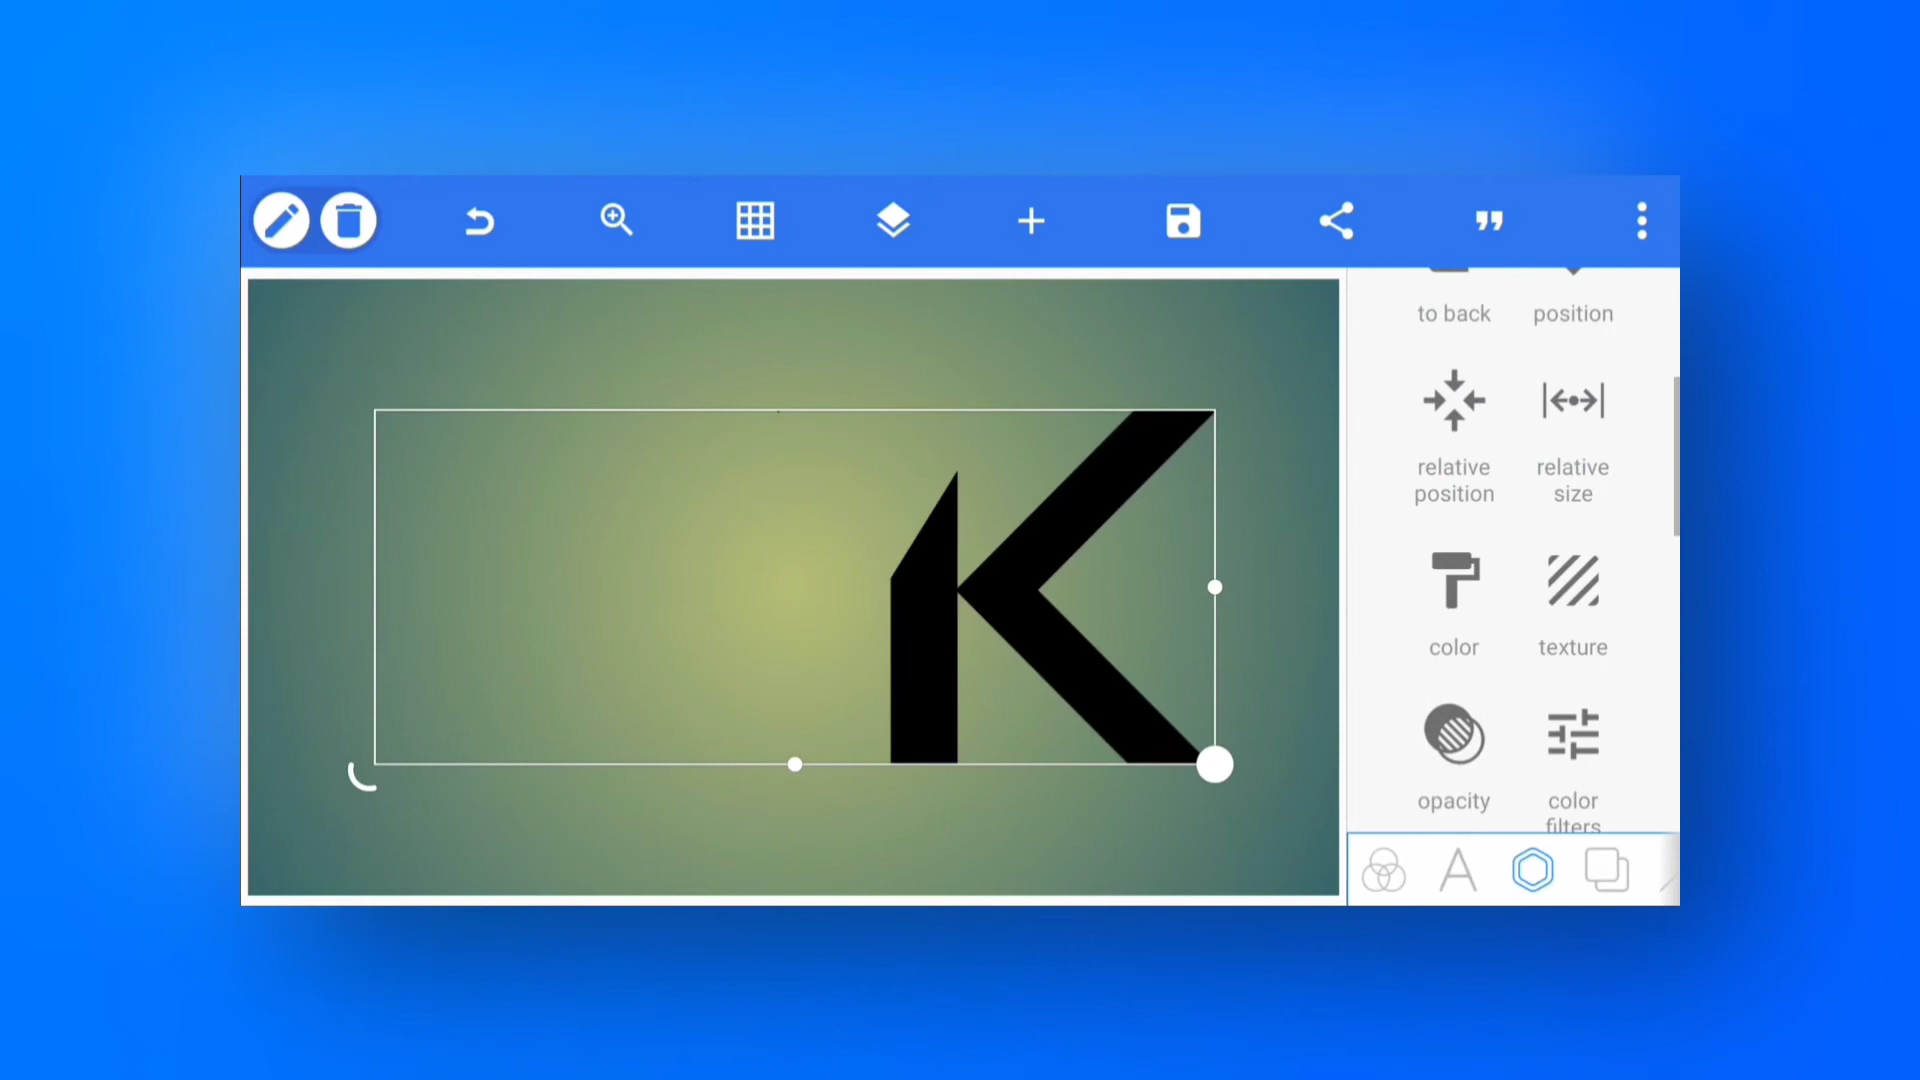 to back
position
relative
position
relative
size
color
texture
opacity
color
filters
K